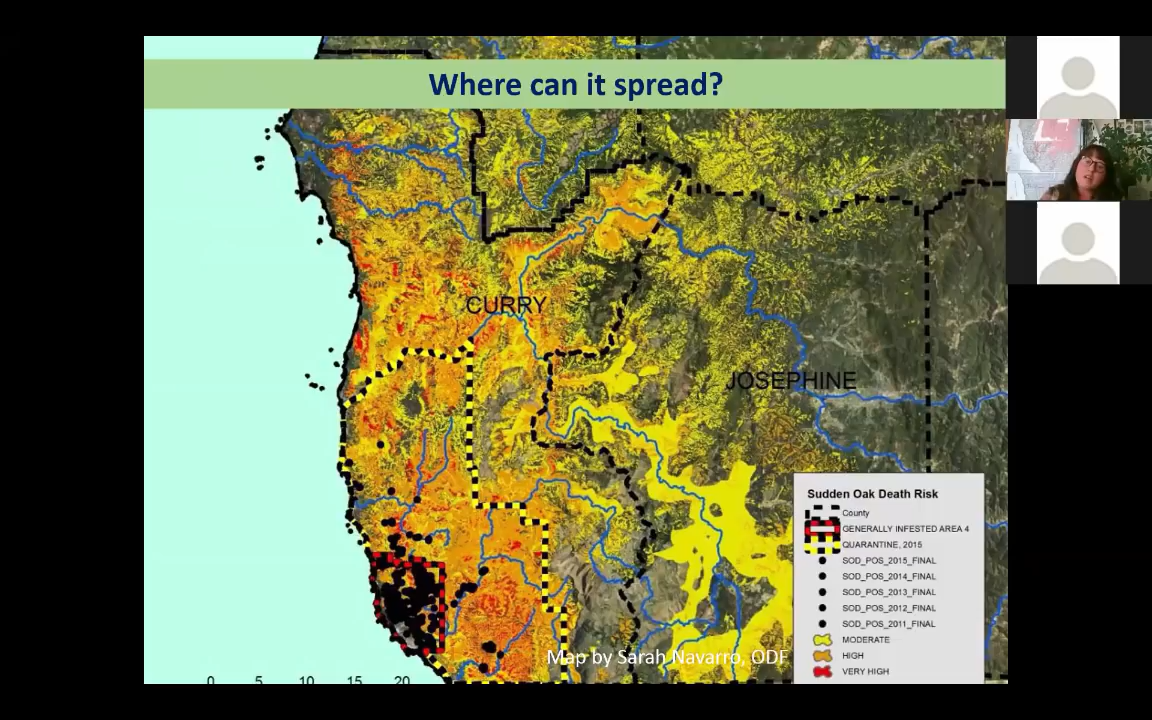 Where can it spread?
CURRY
JOSEPHINE
Sudden Oak Death Risk
County
GENERALLY INFESTED AREA 4
QUARANTINE, 2015
SOD_POS_2015_FINAL
SOD_POS_2014_FINAL
SOD_POS_2013_FINAL
SOD_POS_2012_FINAL
SOD_POS_2011_FINAL
MODERATE
HIGH
VERY HIGH
Map by Sarah Navarro, ODF
0 5 10 15 20